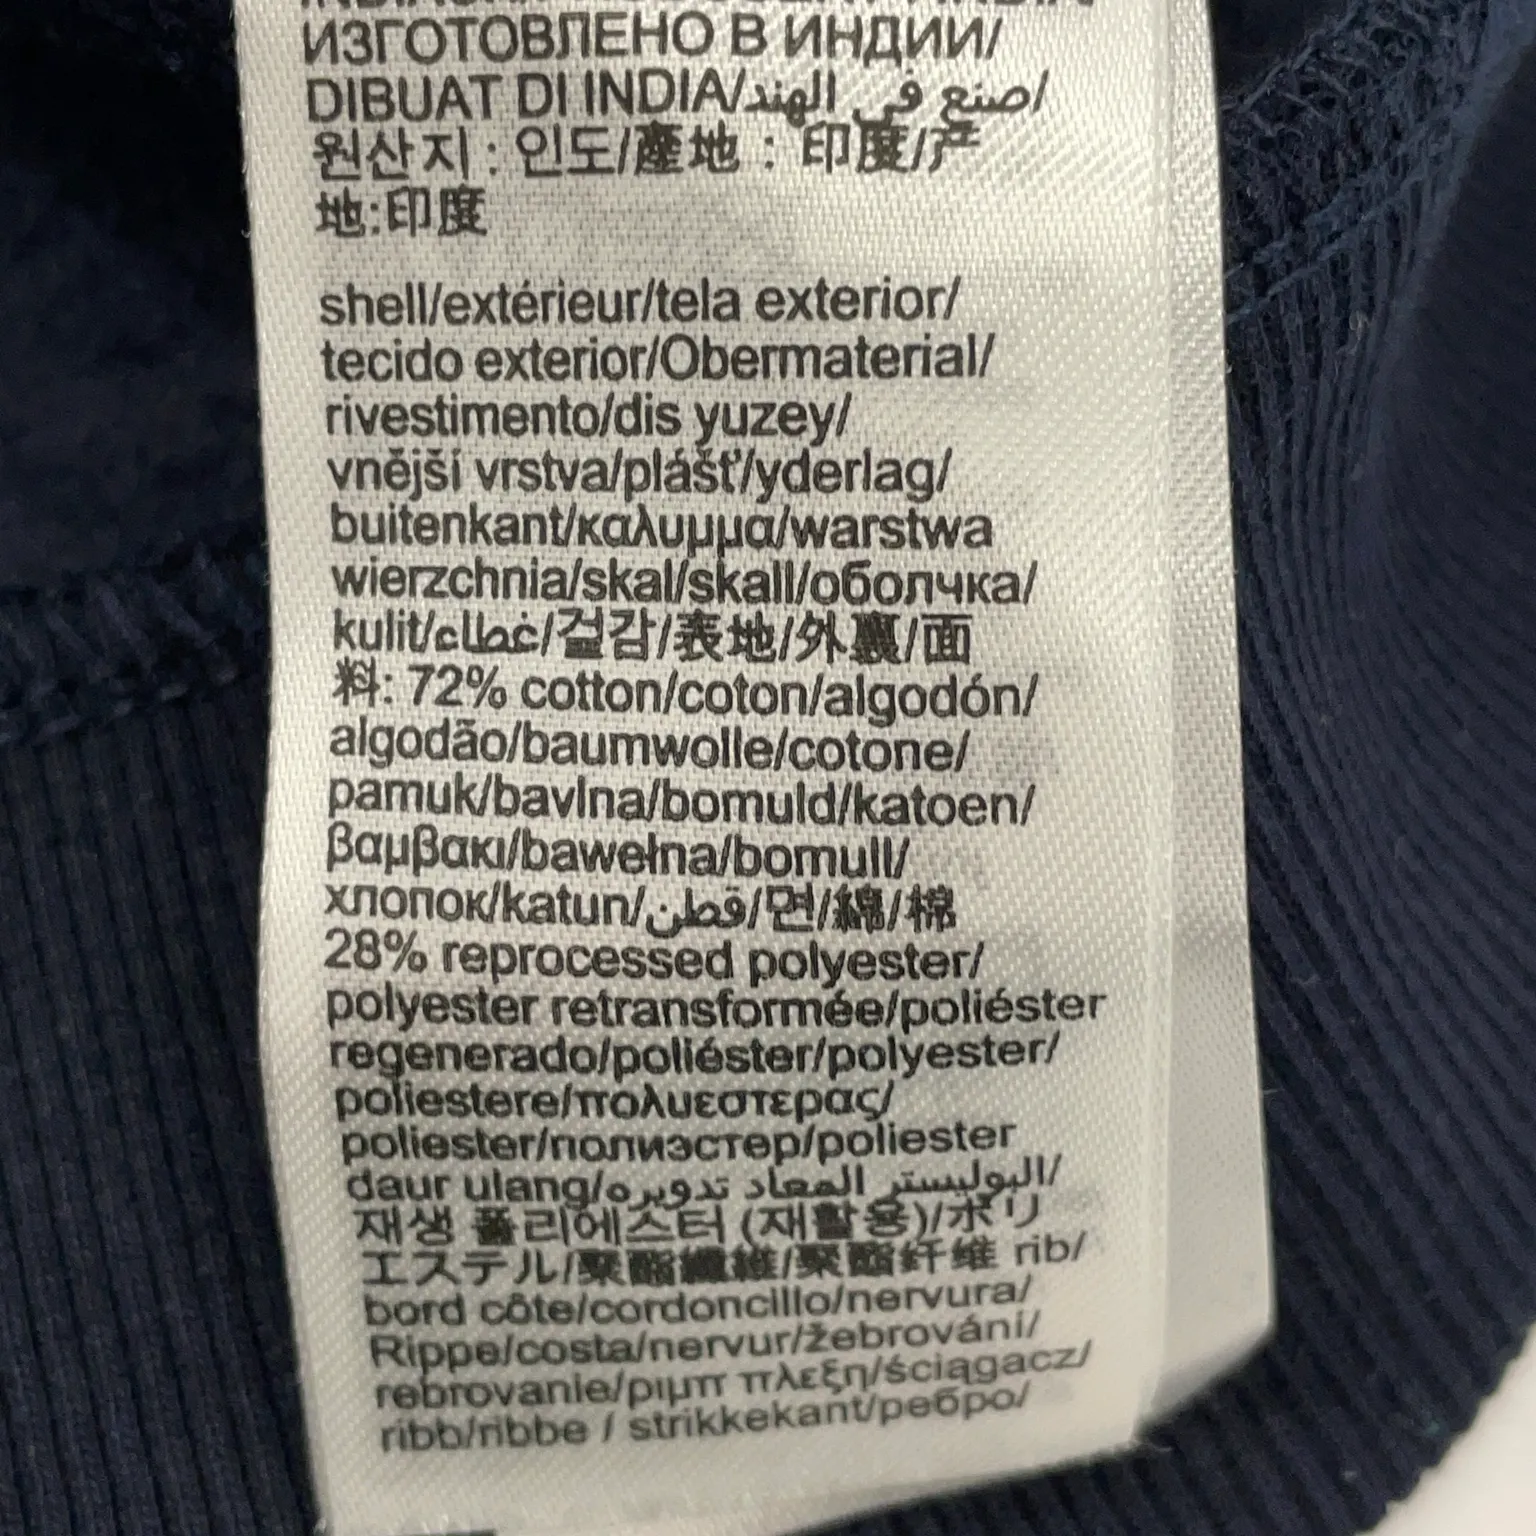 ИЗГОТОВЛЕНО В ИНДИИ/
DIBUAT DI INDIA/صنع في الهند/
원산지 : 인도/產地 : 印度/产
地:印度
shell/extérieur/tela exterior/
tecido exterior/Obermaterial/
rivestimento/dis yuzey/
vnější vrstva/plášť/yderlag/
buitenkant/καλυμμα/warstwa
wierzchnia/skal/skall/оболчка/
kulit/غطاء/겉감/表地/外裏/面
料: 72% cotton/coton/algodón/
algodão/baumwolle/cotone/
pamuk/bavlna/bomuld/katoen/
βαμβακι/bawełna/bomull/
хлопок/katun/قطن/면/綿/棉
28% reprocessed polyester/
polyester retransformée/poliéster
regenerado/poliéster/polyester/
poliestere/πολυεστερας/
poliester/полиэстер/poliester
daur ulang/البوليستر المعاد تدويره/
재생 폴리에스터 (재활용)/ポリ
エステル/聚酯纖維/聚酯纤维 rib/
bord côte/cordoncillo/nervura/
Rippe/costa/nervur/žebrování/
rebrovanie/ριμπ πλεξη/ściągacz/
ribb/ribbe / strikkekant/ребро/